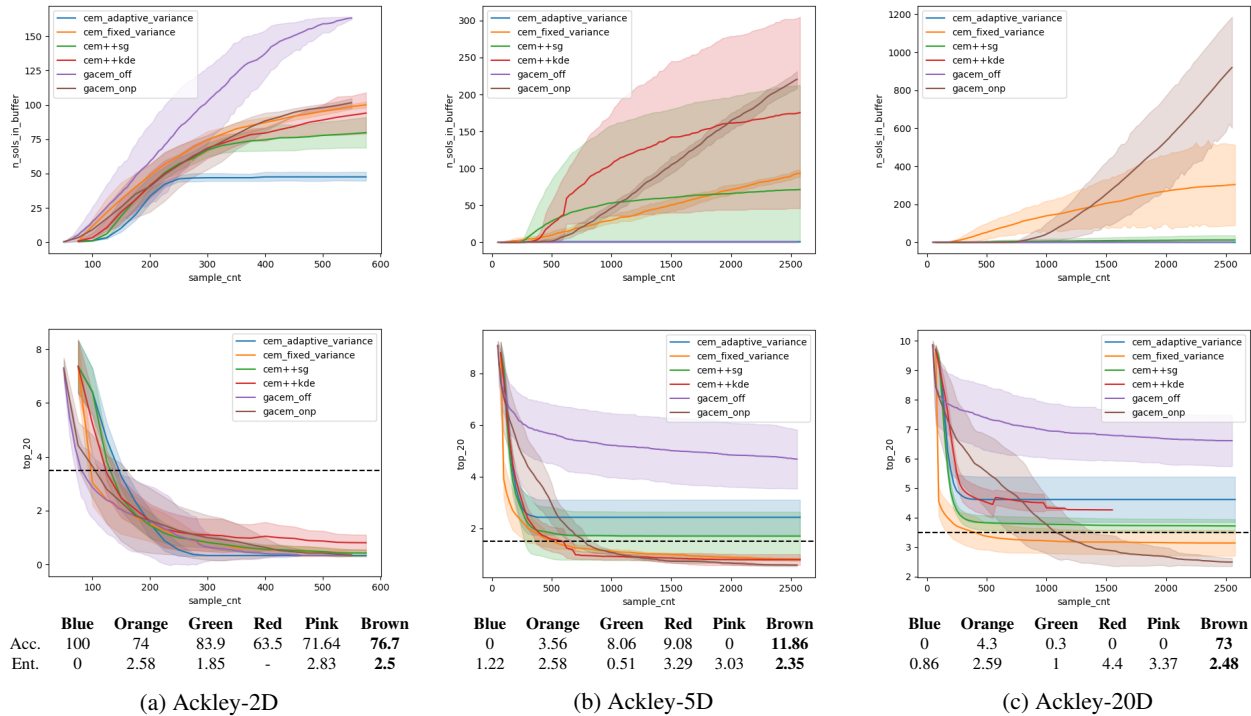 cem_adaptive_variance
cem_fixed_variance
cem++sg
cem++kde
gacem_off
gacem_onp
n_sols_in_buffer
0 25 50 75 100 125 150
100 200 300 400 500 600
sample_cnt
cem_adaptive_variance
cem_fixed_variance
cem++sg
cem++kde
gacem_off
gacem_onp
n_sols_in_buffer
0 50 100 150 200 250 300
0 500 1000 1500 2000 2500
sample_cnt
cem_adaptive_variance
cem_fixed_variance
cem++sg
cem++kde
gacem_off
gacem_onp
n_sols_in_buffer
0 200 400 600 800 1000 1200
0 500 1000 1500 2000 2500
sample_cnt
cem_adaptive_variance
cem_fixed_variance
cem++sg
cem++kde
gacem_off
gacem_onp
top_20
0 2 4 6 8
100 200 300 400 500 600
sample_cnt
cem_adaptive_variance
cem_fixed_variance
cem++sg
cem++kde
gacem_off
gacem_onp
top_20
2 4 6 8
0 500 1000 1500 2000 2500
sample_cnt
cem_adaptive_variance
cem_fixed_variance
cem++sg
cem++kde
gacem_off
gacem_onp
top_20
2 3 4 5 6 7 8 9 10
0 500 1000 1500 2000 2500
sample_cnt
Blue Orange Green Red Pink Brown
Acc. 100 74 83.9 63.5 71.64 76.7
Ent. 0 2.58 1.85 - 2.83 2.5
(a) Ackley-2D
Blue Orange Green Red Pink Brown
0 3.56 8.06 9.08 0 11.86
1.22 2.58 0.51 3.29 3.03 2.35
(b) Ackley-5D
Blue Orange Green Red Pink Brown
0 4.3 0.3 0 0 73
0.86 2.59 1 4.4 3.37 2.48
(c) Ackley-20D